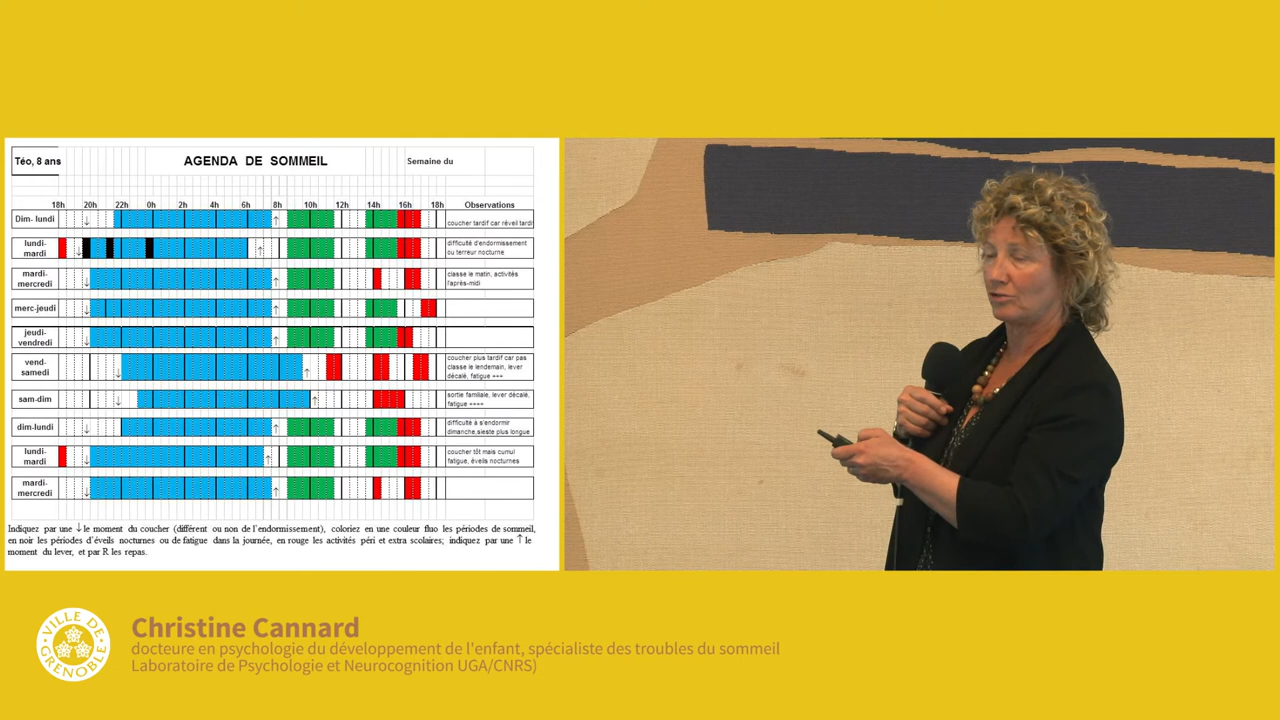 Téo, 8 ans
AGENDA DE SOMMEIL
Semaine du
18h 20h 22h 0h 2h 4h 6h 8h 10h 12h 14h 16h 18h Observations
Dim- lundi
coucher tardif car réveil tardi
lundi-
mardi
difficulté d'endormissement
ou terreur nocturne
mardi-
mercredi
classe le matin, activités
l'après-midi
merc-jeudi
jeudi-
vendredi
vend-
samedi
coucher plus tardif car pas
classe le lendemain, lever
décalé, fatigue +++
sam-dim
sortie familiale, lever décalé,
fatigue ++++
dim-lundi
difficulté à s'endormir
dimanche,sieste plus longue
lundi-
mardi
coucher tôt mais cumul
fatigue, éveils nocturnes
mardi-
mercredi
Indiquez par une ↓ le moment du coucher (différent ou non de l'endormissement), coloriez en une couleur fluo les périodes de sommeil,
en noir les périodes d'éveils nocturnes ou de fatigue dans la journée, en rouge les activités péri et extra scolaires; indiquez par une ↑ le
moment du lever, et par R les repas.
VILLE DE
GRENOBLE
Christine Cannard
docteure en psychologie du développement de l'enfant, spécialiste des troubles du sommeil
Laboratoire de Psychologie et Neurocognition UGA/CNRS)